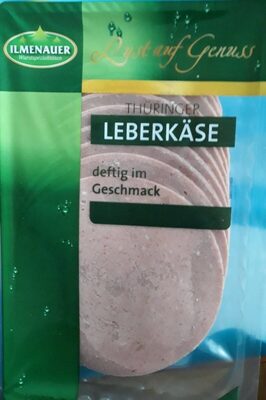 ILMENAUER
Wurstspezialitäten
Lust auf Genuss
THÜRINGER
LEBERKÄSE
deftig im
Geschmack